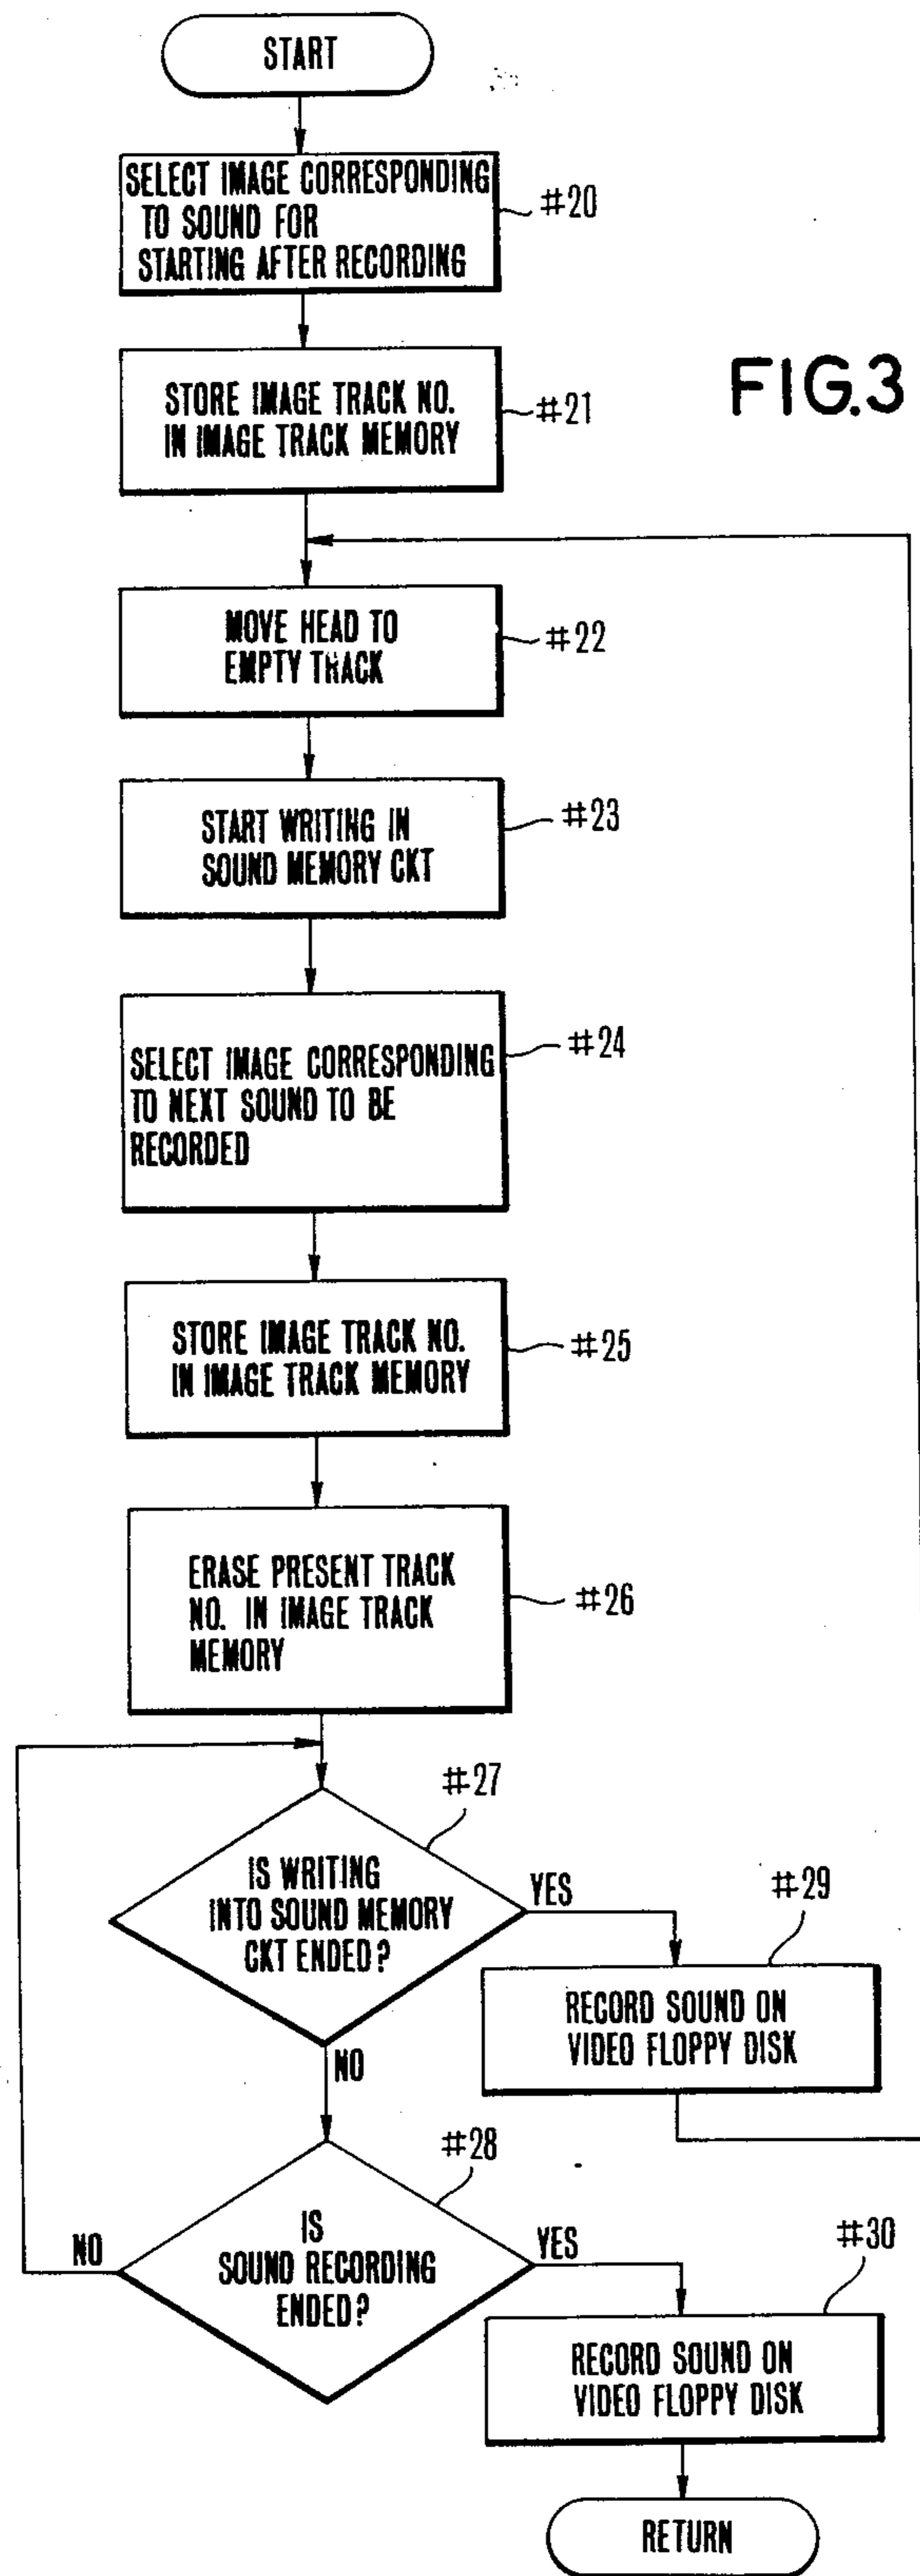 START
SELECT IMAGE CORRESPONDING
TO SOUND FOR
STARTING AFTER RECORDING
#20
STORE IMAGE TRACK NO.
IN IMAGE TRACK MEMORY
#21
FIG.3
MOVE HEAD TO
EMPTY TRACK
#22
START WRITING IN
SOUND MEMORY CKT
#23
SELECT IMAGE CORRESPONDING
TO NEXT SOUND TO BE
RECORDED
#24
STORE IMAGE TRACK NO.
IN IMAGE TRACK MEMORY
#25
ERASE PRESENT TRACK
NO. IN IMAGE TRACK
MEMORY
#26
#27
IS WRITING
INTO SOUND MEMORY
CKT ENDED?
YES
NO
#29
RECORD SOUND ON
VIDEO FLOPPY DISK
#28
IS
SOUND RECORDING
ENDED?
NO
YES
#30
RECORD SOUND ON
VIDEO FLOPPY DISK
RETURN